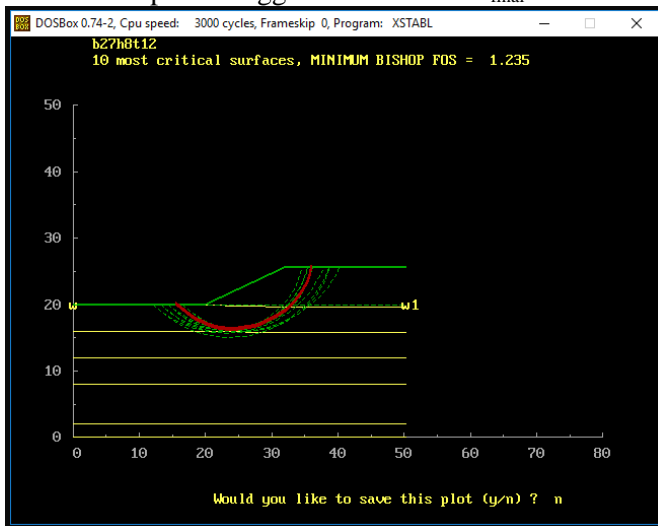 DOSBox 0.74-2, Cpu speed: 3000 cycles, Frameskip 0, Program: XSTABL
b27h8t12
10 most critical surfaces, MINIMUM BISHOP FOS = 1.235
50
40
30
20
w
w1
10
0
0 10 20 30 40 50 60 70 80
Would you like to save this plot (y/n) ? n